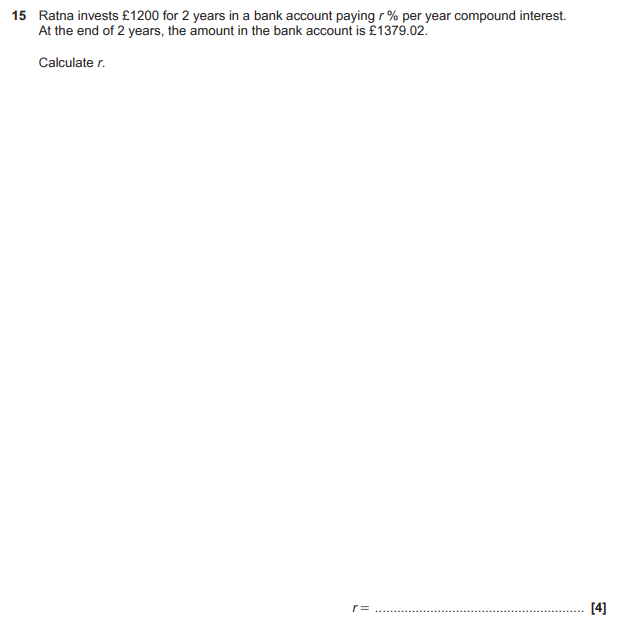 15 Ratna invests £1200 for 2 years in a bank account paying r % per year compound interest.
At the end of 2 years, the amount in the bank account is £1379.02.
Calculate r.
r = ............................................................ [4]